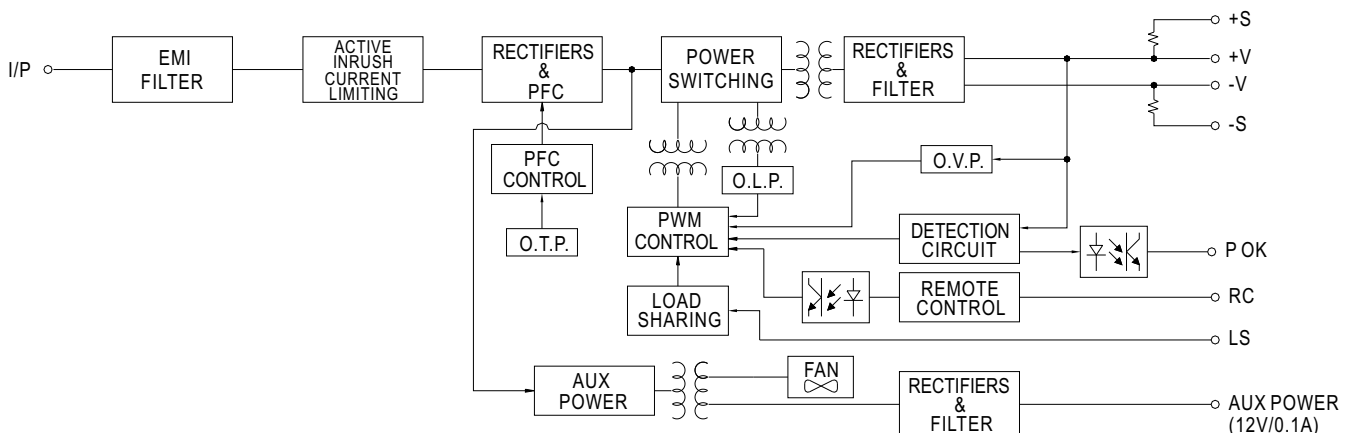 I/P
EMI
FILTER
ACTIVE
INRUSH
CURRENT
LIMITING
RECTIFIERS
&
PFC
POWER
SWITCHING
RECTIFIERS
&
FILTER
+S
+V
-V
-S
PFC
CONTROL
O.T.P.
O.L.P.
O.V.P.
PWM
CONTROL
DETECTION
CIRCUIT
P OK
LOAD
SHARING
REMOTE
CONTROL
RC
LS
AUX
POWER
FAN
RECTIFIERS
&
FILTER
AUX POWER
(12V/0.1A)